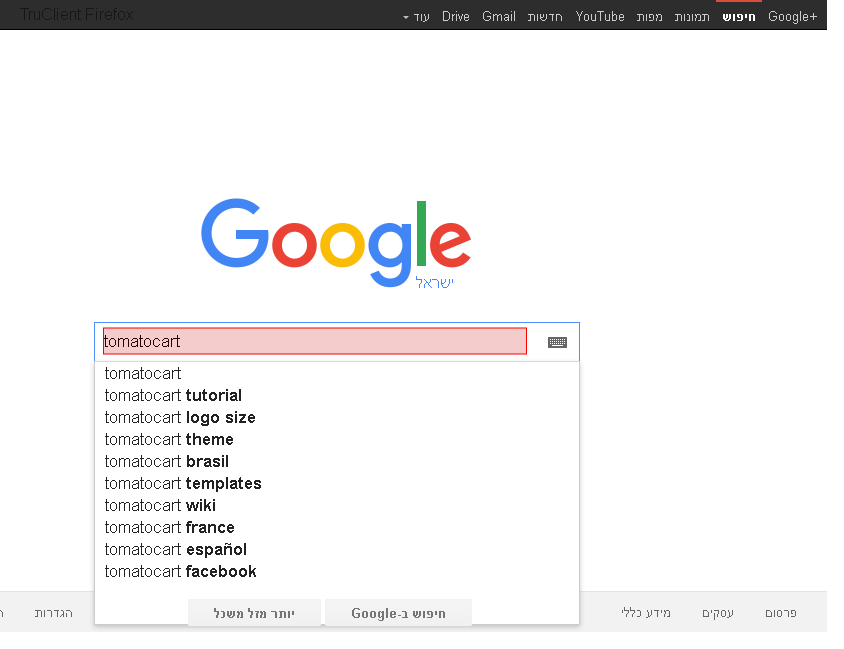 TruClient Firefox
Google+ חיפוש תמונות מפות YouTube חדשות Gmail Drive עוד
Google
ישראל
tomatocart
tomatocart
tomatocart tutorial
tomatocart logo size
tomatocart theme
tomatocart brasil
tomatocart templates
tomatocart wiki
tomatocart france
tomatocart español
tomatocart facebook
חיפוש ב-Google יותר מזל משכל
פרסום עסקים מידע כללי הגדרות